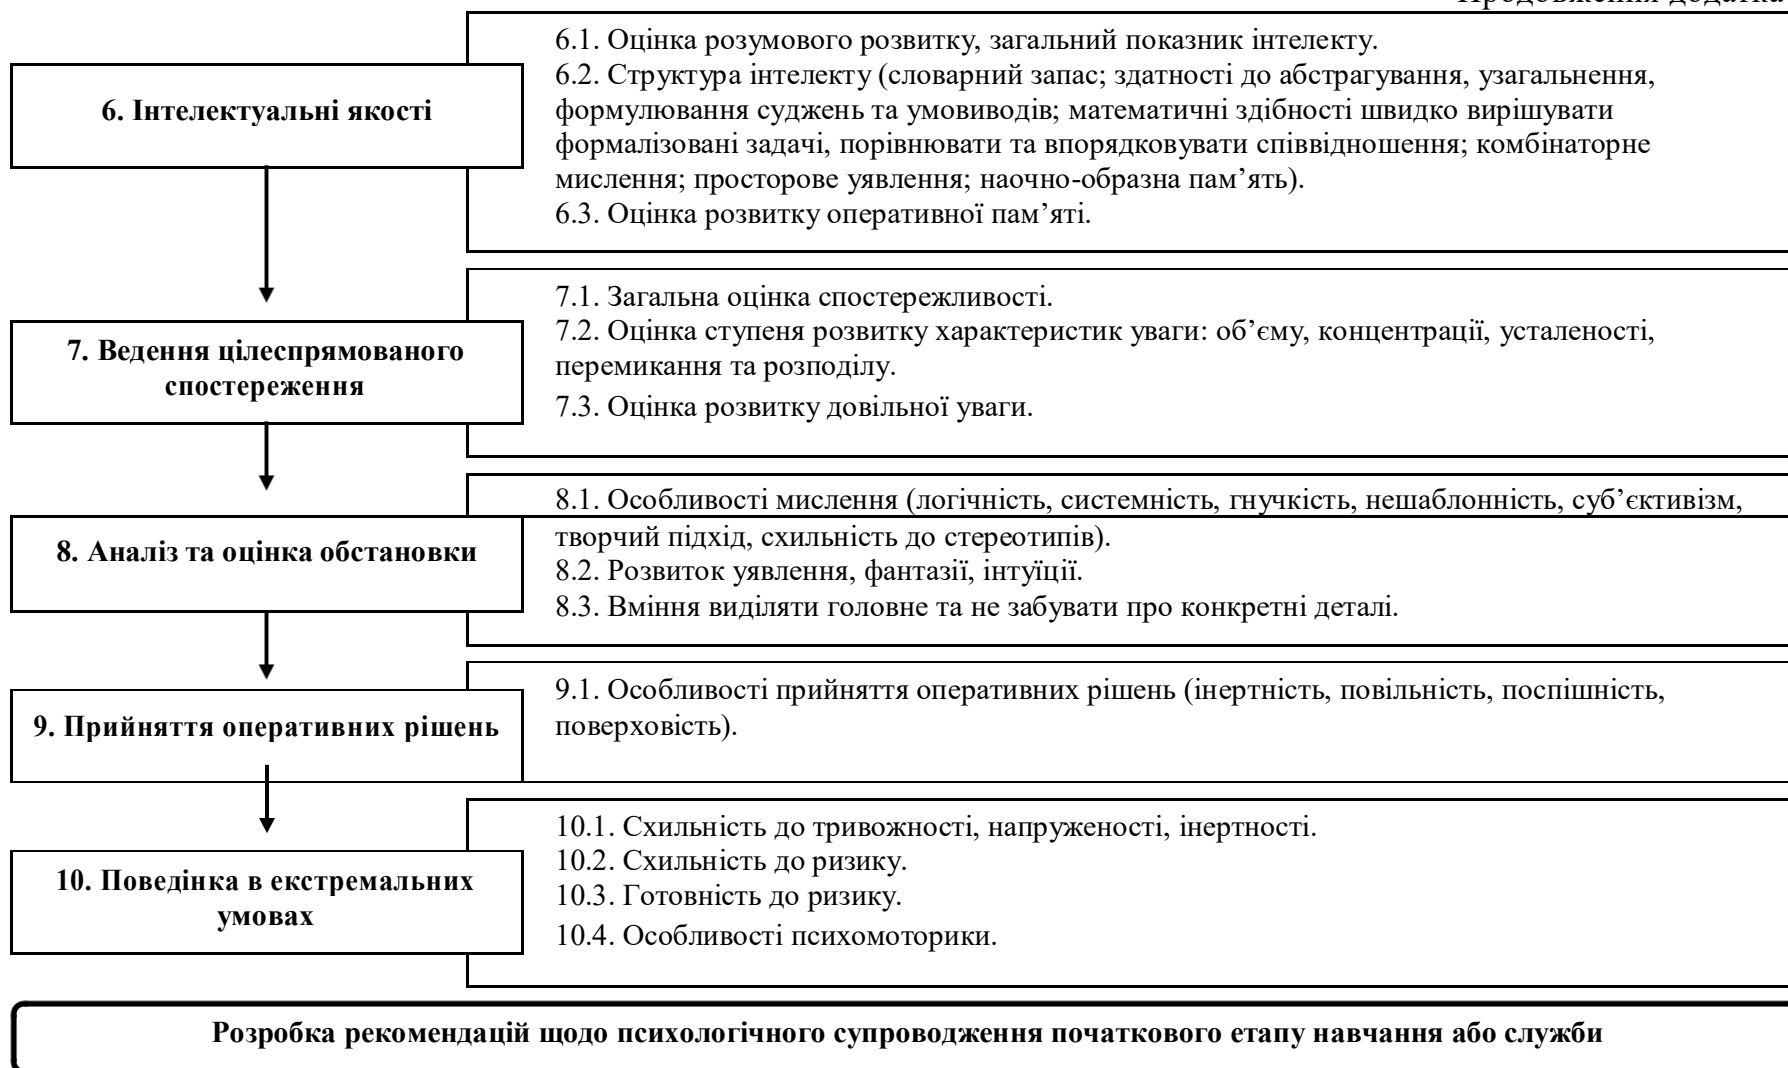 Продовження додатка
6. Інтелектуальні якості
6.1. Оцінка розумового розвитку, загальний показник інтелекту.
6.2. Структура інтелекту (словарний запас; здатності до абстрагування, узагальнення,
формулювання суджень та умовиводів; математичні здібності швидко вирішувати
формалізовані задачі, порівнювати та впорядковувати співвідношення; комбінаторне
мислення; просторове уявлення; наочно-образна пам’ять).
6.3. Оцінка розвитку оперативної пам’яті.
7. Ведення цілеспрямованого
спостереження
7.1. Загальна оцінка спостережливості.
7.2. Оцінка ступеня розвитку характеристик уваги: об’єму, концентрації, усталеності,
перемикання та розподілу.
7.3. Оцінка розвитку довільної уваги.
8. Аналіз та оцінка обстановки
8.1. Особливості мислення (логічність, системність, гнучкість, нешаблонність, суб’єктивізм,
творчий підхід, схильність до стереотипів).
8.2. Розвиток уявлення, фантазії, інтуїції.
8.3. Вміння виділяти головне та не забувати про конкретні деталі.
9. Прийняття оперативних рішень
9.1. Особливості прийняття оперативних рішень (інертність, повільність, поспішність,
поверховість).
10. Поведінка в екстремальних
умовах
10.1. Схильність до тривожності, напруженості, інертності.
10.2. Схильність до ризику.
10.3. Готовність до ризику.
10.4. Особливості психомоторики.
Розробка рекомендацій щодо психологічного супроводження початкового етапу навчання або служби